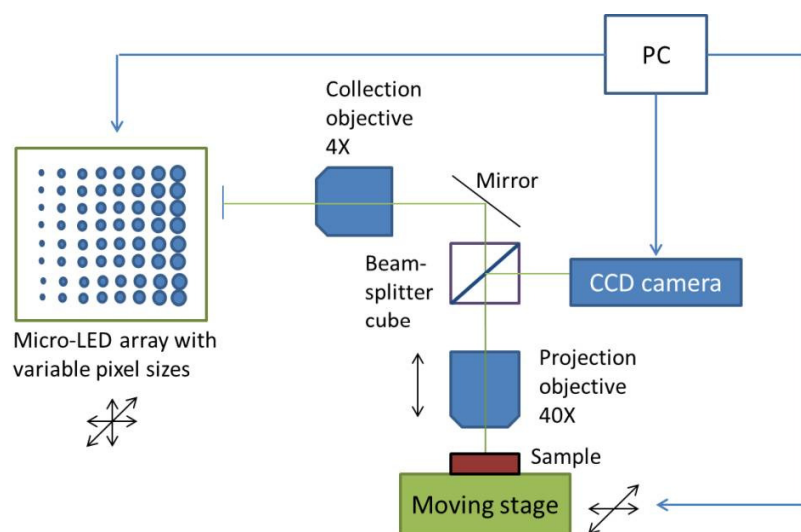 PC
Collection
objective
4X
Mirror
Beam-
splitter
cube
CCD camera
Micro-LED array with
variable pixel sizes
Projection
objective
40X
Sample
Moving stage